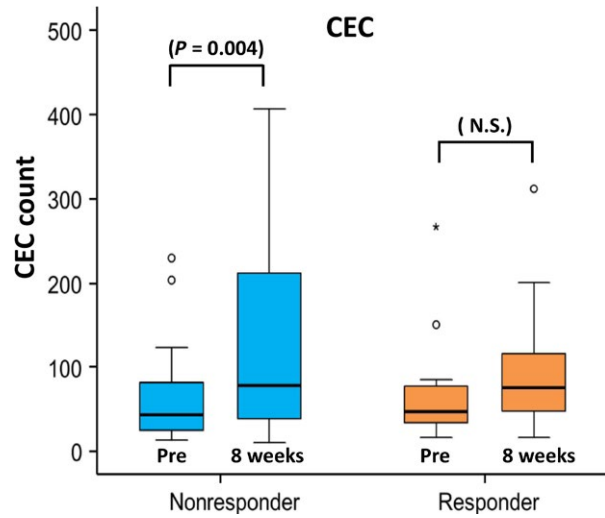 CEC
500
400
300
200
100
0
CEC count
(P = 0.004)
( N.S.)
*
Pre
8 weeks
Pre
8 weeks
Nonresponder
Responder